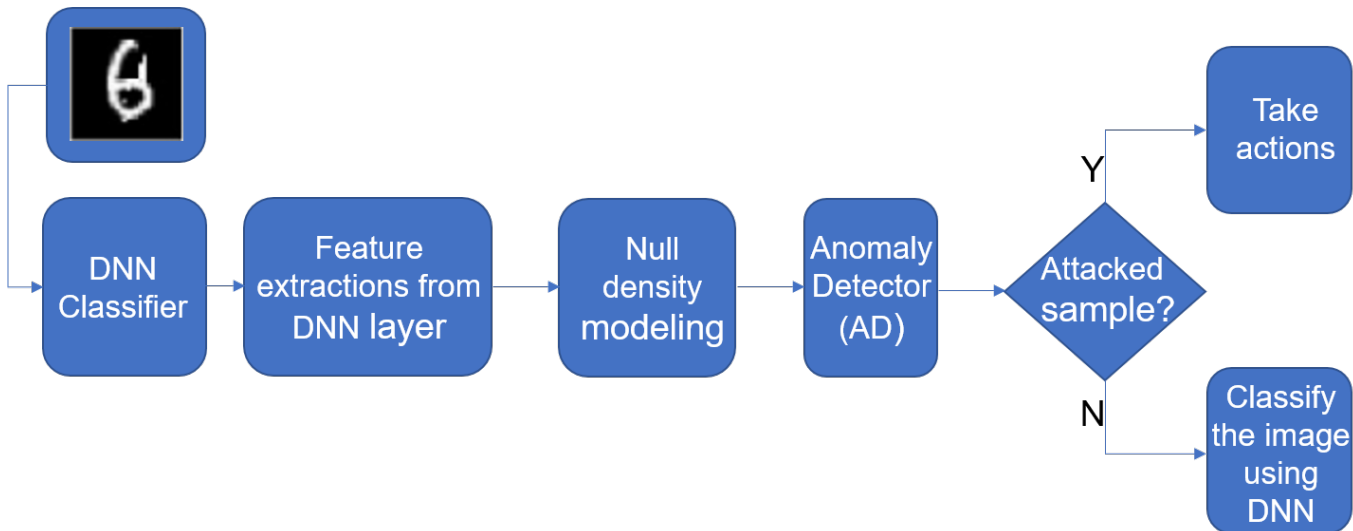 DNN
Classifier
Feature
extractions from
DNN layer
Null
density
modeling
Anomaly
Detector
(AD)
Attacked
sample?
Y
Take
actions
N
Classify
the image
using
DNN